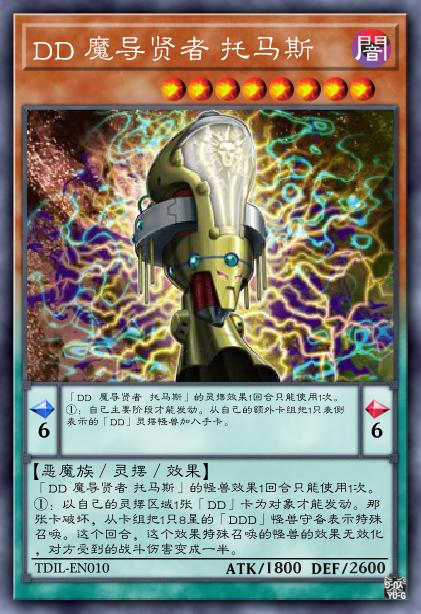 DD 魔导贤者 托马斯
闇
「DD 魔导贤者 托马斯」的灵摆效果1回合只能使用1次。
①：自己主要阶段才能发动。从自己的额外卡组把1只表侧
表示的「DD」灵摆怪兽加入手卡。
6
6
【恶魔族／灵摆／效果】
「DD 魔导贤者 托马斯」的怪兽效果1回合只能使用1次。
①：以自己的灵摆区域1张「DD」卡为对象才能发动。那
张卡破坏，从卡组把1只8星的「DDD」怪兽守备表示特殊
召唤。这个回合，这个效果特殊召唤的怪兽的效果无效化
，对方受到的战斗伤害变成一半。
TDIL-EN010
ATK/1800 DEF/2600